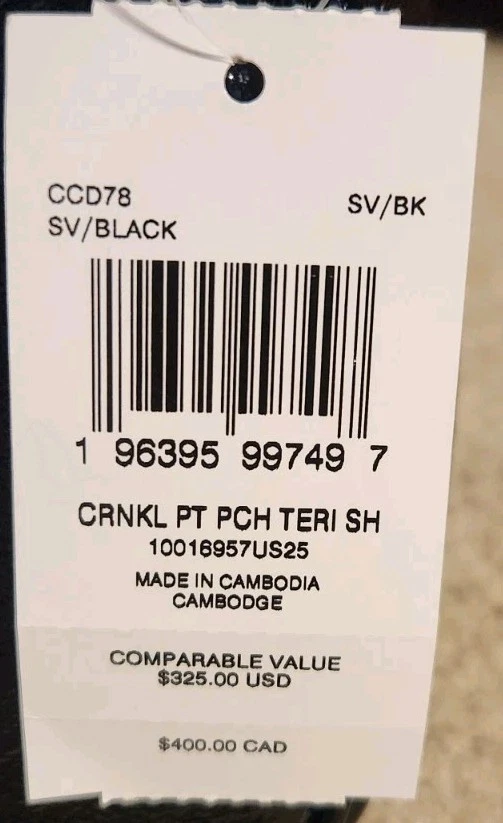 CCD78 SV/BK
SV/BLACK
1 96395 99749 7
CRNKL PT PCH TERI SH
10016957US25
MADE IN CAMBODIA
CAMBODGE
COMPARABLE VALUE
$325.00 USD
$400.00 CAD